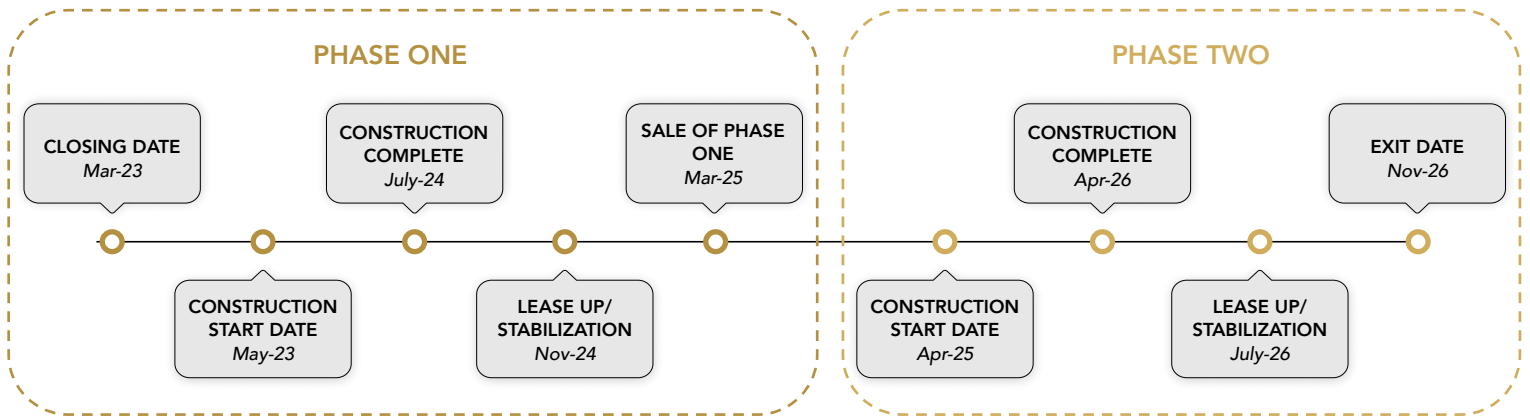 PHASE ONE
CLOSING DATE
Mar-23
CONSTRUCTION
START DATE
May-23
CONSTRUCTION
COMPLETE
July-24
LEASE UP/
STABILIZATION
Nov-24
SALE OF PHASE
ONE
Mar-25
PHASE TWO
CONSTRUCTION
START DATE
Apr-25
CONSTRUCTION
COMPLETE
Apr-26
LEASE UP/
STABILIZATION
July-26
EXIT DATE
Nov-26